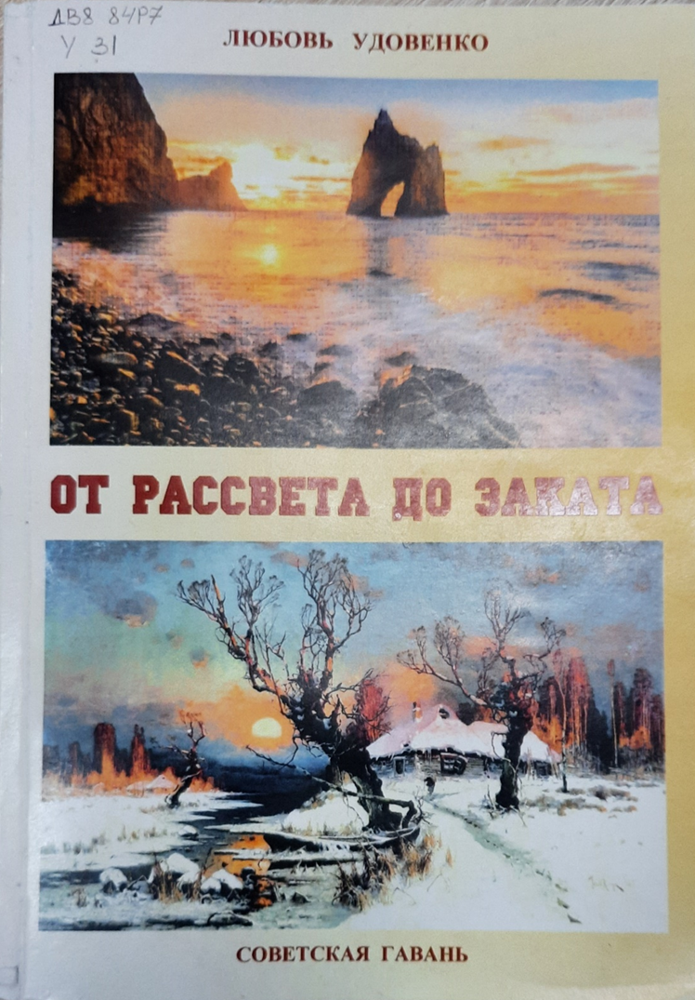 ДВ8 84Р7
У 31
ЛЮБОВЬ УДОВЕНКО
ОТ РАССВЕТА ДО ЗАКАТА
СОВЕТСКАЯ ГАВАНЬ